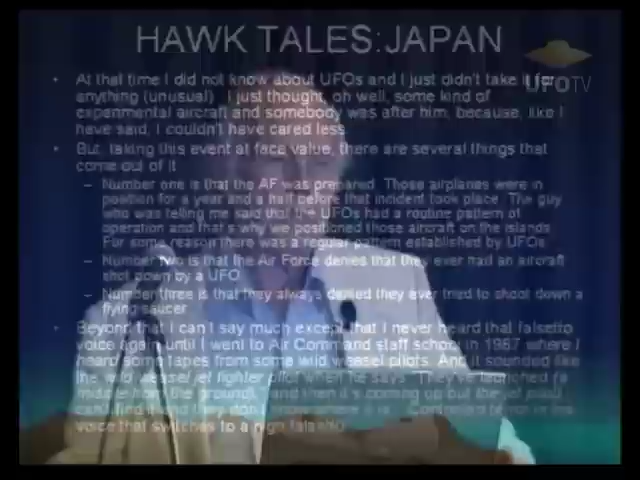 HAWK TALES:JAPAN
UFOTV
• At that time I did not know about UFOs and I just didn't take it for
anything (unusual). I just thought, oh well, some kind of
experimental aircraft and somebody was after him, because, like I
have said, I couldn't have cared less.
• But, taking this event at face value, there are several things that
come out of it
– Number one is that the AF was prepared. Those airplanes were in
position for a year and a half before that incident took place. The guy
who was telling me said that the UFOs had a routine pattern of
operation and that's why we positioned those aircraft on the islands.
For some reason there was a regular pattern established by UFOs
– Number Two is that the Air Force denies that they ever had an aircraft
shot down by a UFO
– Number three is that they always denied they ever tried to shoot down a
flying saucer
• Beyond that I can't say much except that I never heard that falsetto
voice again until I went to Air Command staff school in 1967 where I
heard some tapes from some wild weasel pilots. And it sounded like
the wild weasel jet fighter pilot when he says "They've launched (a
missile from the ground)" and then it's coming up but the
can't find it and they don't know where it is.
voice that switches to a high falsetto